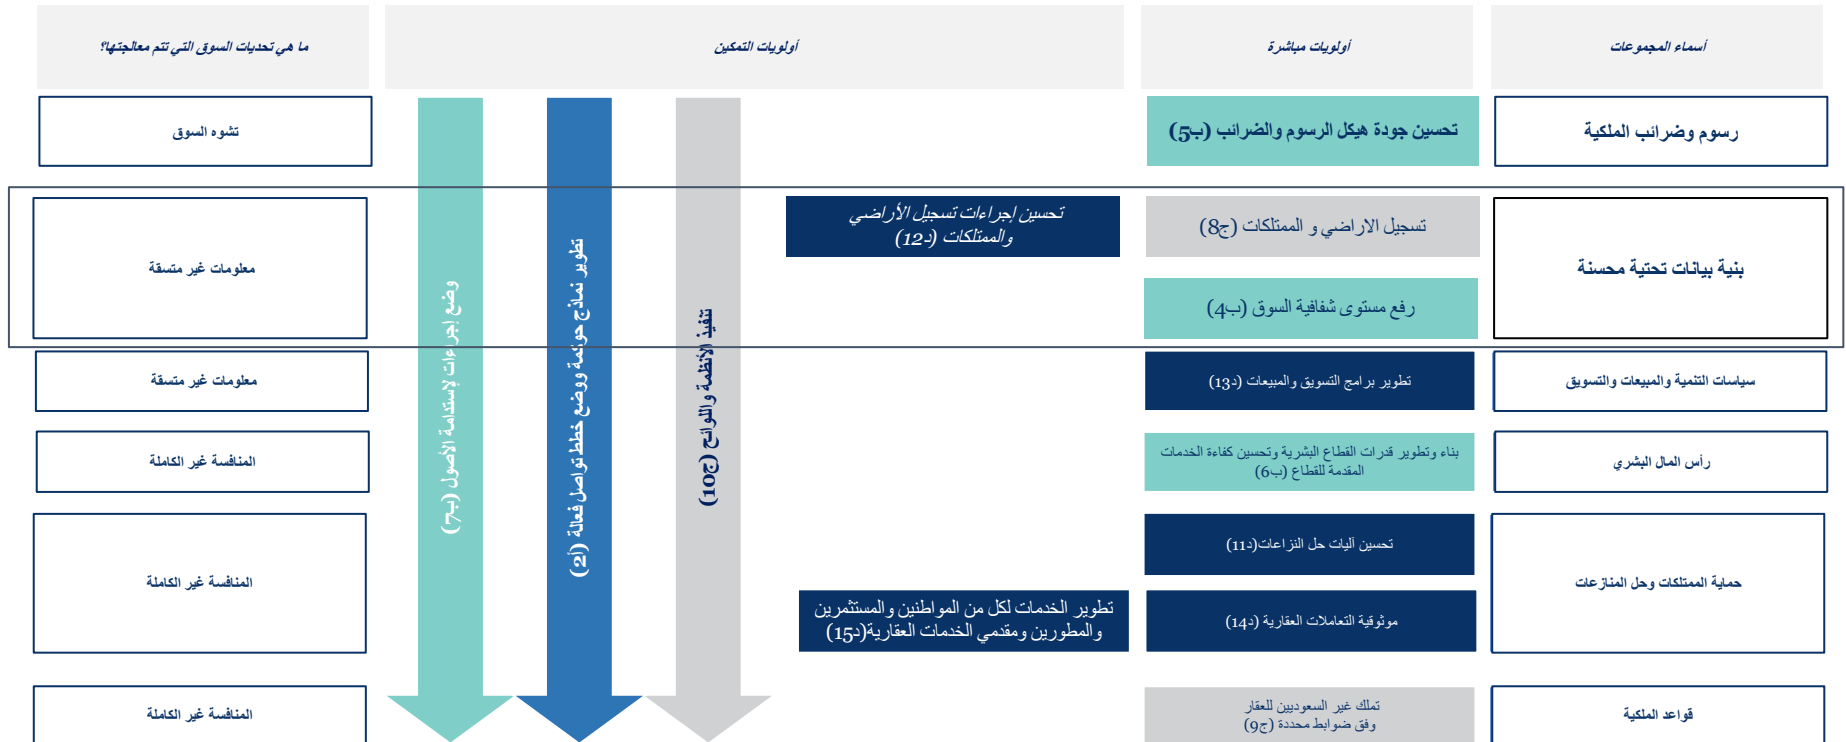 أسماء المجموعات
أولويات مباشرة
أولويات التمكين
ما هي تحديات السوق التي تتم معالجتها؟
رسوم وضرائب الملكية
تحسين جودة هيكل الرسوم والضرائب (ب5)
تشوه السوق
بنية بيانات تحتية محسنة
تسجيل الاراضي و الممتلكات (ج8)
تحسين إجراءات تسجيل الأراضي
والممتلكات (د12)
رفع مستوى شفافية السوق (ب4)
معلومات غير متسقة
سياسات التنمية والمبيعات والتسويق
تطوير برامج التسويق والمبيعات (د13)
معلومات غير متسقة
رأس المال البشري
بناء وتطوير قدرات القطاع البشرية وتحسين كفاءة الخدمات
المقدمة للقطاع (ب6)
المنافسة غير الكاملة
حماية الممتلكات وحل المنازعات
تحسين آليات حل النزاعات(د11)
موثوقية التعاملات العقارية (د14)
تطوير الخدمات لكل من المواطنين والمستثمرين
والمطورين ومقدمي الخدمات العقارية(د15)
المنافسة غير الكاملة
قواعد الملكية
تملك غير السعوديين للعقار
وفق ضوابط محددة (ج9)
المنافسة غير الكاملة
تنفيذ الأنظمة واللوائح (ج10)
تطوير نماذج حوكمة ووضع خطط تواصل فعالة (أ2)
وضع إجراءات لإستدامة الأصول (ب7)